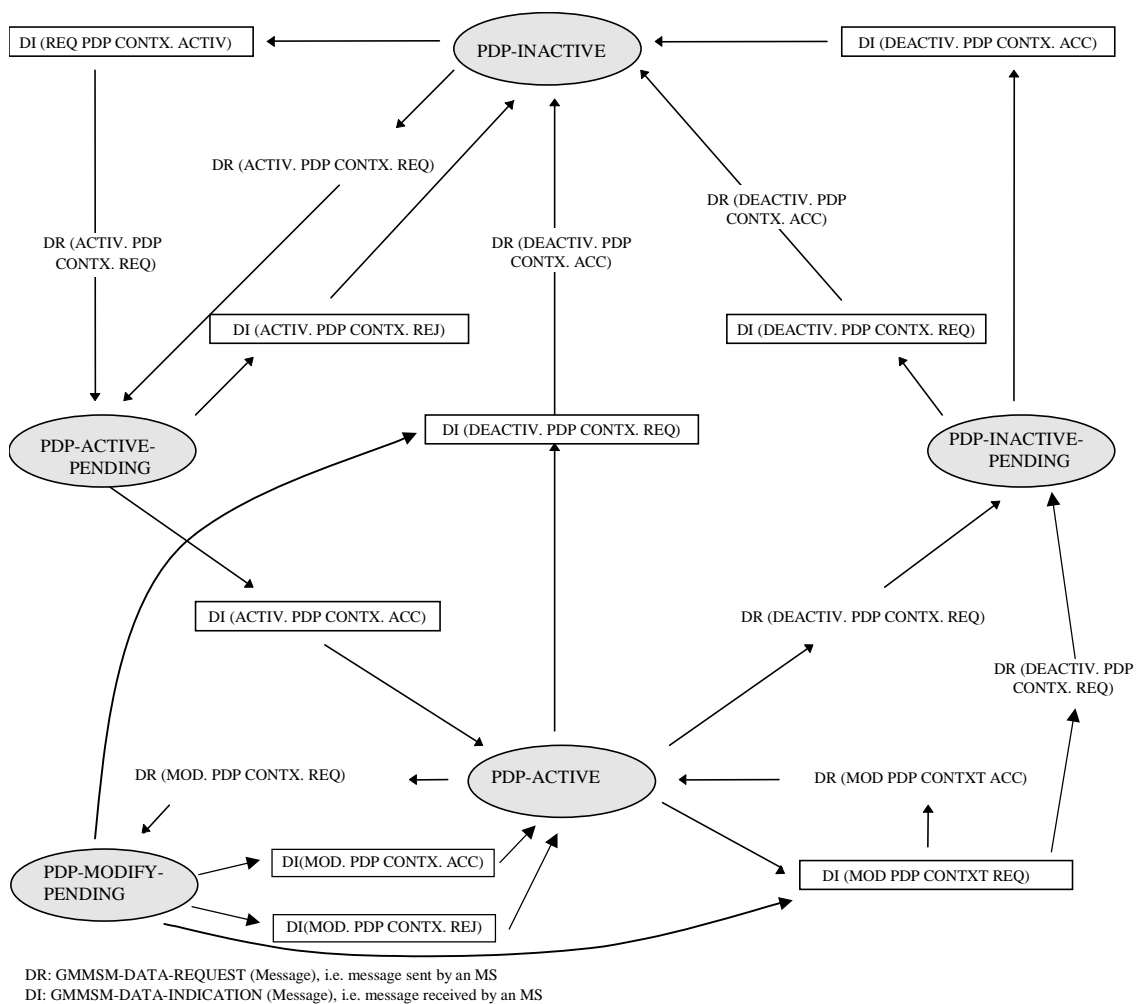 DI (REQ PDP CONTX. ACTIV)
PDP-INACTIVE
DI (DEACTIV. PDP CONTX. ACC)
DR (ACTIV. PDP CONTX. REQ)
DR (DEACTIV. PDP
CONTX. ACC)
DR (ACTIV. PDP
CONTX. REQ)
DR (DEACTIV. PDP
CONTX. ACC)
DI (ACTIV. PDP CONTX. REJ)
DI (DEACTIV. PDP CONTX. REQ)
DI (DEACTIV. PDP CONTX. REQ)
PDP-ACTIVE-
PENDING
PDP-INACTIVE-
PENDING
DI (ACTIV. PDP CONTX. ACC)
DR (DEACTIV. PDP CONTX. REQ)
DR (DEACTIV. PDP
CONTX. REQ)
DR (MOD. PDP CONTX. REQ)
PDP-ACTIVE
DR (MOD PDP CONTXT ACC)
PDP-MODIFY-
PENDING
DI(MOD. PDP CONTX. ACC)
DI (MOD PDP CONTXT REQ)
DI(MOD. PDP CONTX. REJ)
DR: GMMSM-DATA-REQUEST (Message), i.e. message sent by an MS
DI: GMMSM-DATA-INDICATION (Message), i.e. message received by an MS